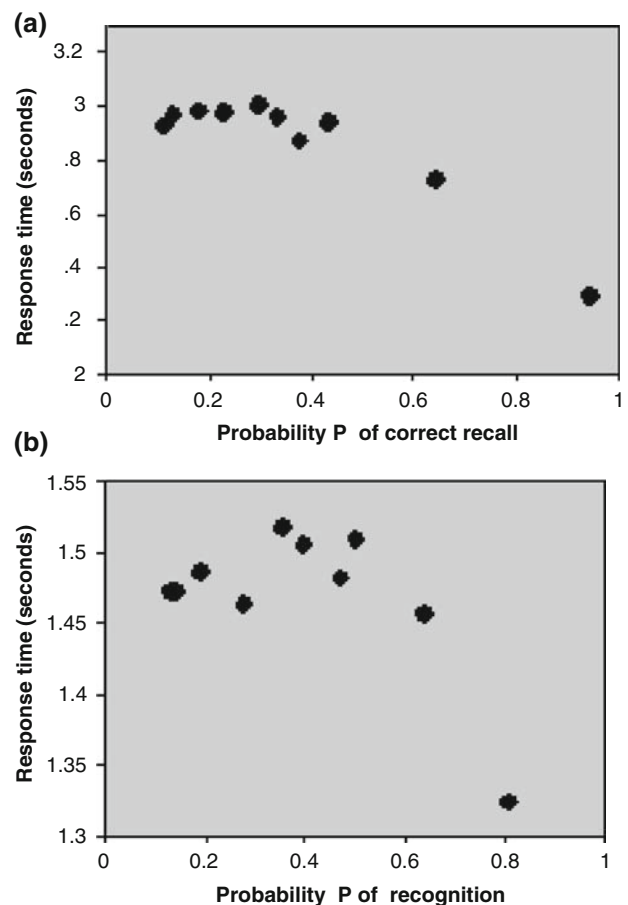 (a)
3.2
3
.8
.6
.4
.2
2
Response time (seconds)
0 0.2 0.4 0.6 0.8 1
Probability P of correct recall
(b)
1.55
1.5
1.45
1.4
1.35
1.3
Response time (seconds)
0 0.2 0.4 0.6 0.8 1
Probability P of recognition